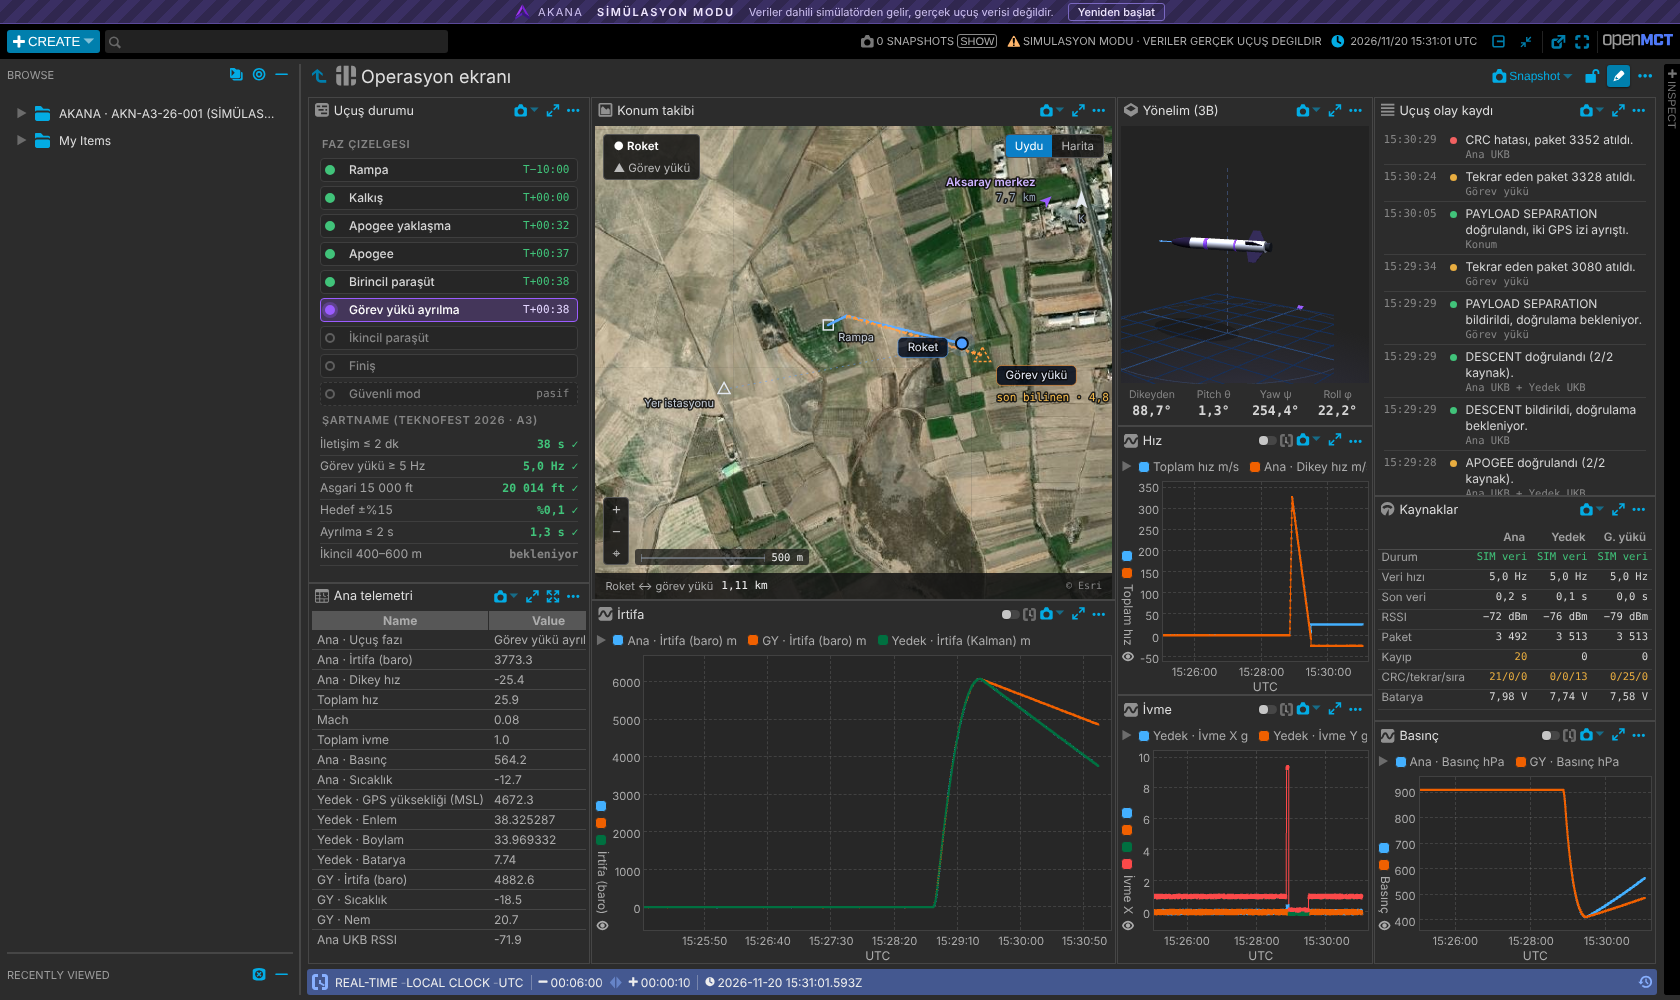 AKANA SİMÜLASYON MODU Veriler dahili simülatörden gelir, gerçek uçuş verisi değildir. Yeniden başlat
+CREATE
0 SNAPSHOTS SHOW SIMULASYON MODU · VERILER GERÇEK UÇUŞ DEGILDIR 2026/11/20 15:31:01 UTC openMCT
BROWSE
AKANA · AKN-A3-26-001 (SİMÜLAS...
My Items
RECENTLY VIEWED
Operasyon ekranı
Snapshot
INSPECT
Uçuş durumu
FAZ ÇIZELGESI
Rampa T−10:00
Kalkış T+00:00
Apogee yaklaşma T+00:32
Apogee T+00:37
Birincil paraşüt T+00:38
Görev yükü ayrılma T+00:38
İkincil paraşüt
Finiş
Güvenli mod pasif
ŞARTNAME (TEKNOFEST 2026 · A3)
İletişim ≤ 2 dk 38 s ✓
Görev yükü ≥ 5 Hz 5,0 Hz ✓
Asgari 15 000 ft 20 014 ft ✓
Hedef ±%15 %0,1 ✓
Ayrılma ≤ 2 s 1,3 s ✓
İkincil 400–600 m bekleniyor
Ana telemetri
Name Value
Ana · Uçuş fazı Görev yükü ayrıl
Ana · İrtifa (baro) 3773.3
Ana · Dikey hız -25.4
Toplam hız 25.9
Mach 0.08
Toplam ivme 1.0
Ana · Basınç 564.2
Ana · Sıcaklık -12.7
Yedek · GPS yüksekliği (MSL) 4672.3
Yedek · Enlem 38.325287
Yedek · Boylam 33.969332
Yedek · Batarya 7.74
GY · İrtifa (baro) 4882.6
GY · Sıcaklık -18.5
GY · Nem 20.7
Ana UKB RSSI -71.9
Konum takibi
Roket
Görev yükü
Uydu Harita
Aksaray merkez
7,7 km
K
Rampa
Roket
Görev yükü
son bilinen · 4,8
Yer istasyonu
+
−
500 m
Roket ↔ görev yükü 1,11 km
© Esri
İrtifa
Ana · İrtifa (baro) m GY · İrtifa (baro) m Yedek · İrtifa (Kalman) m
6000
5000
4000
3000
2000
1000
0
İrtifa (baro)
15:25:50 15:26:40 15:27:30 15:28:20 15:29:10 15:30:00 15:30:50
UTC
Yönelim (3B)
Dikeyden Pitch θ Yaw ψ Roll φ
88,7° 1,3° 254,4° 22,2°
Hız
Toplam hız m/s Ana · Dikey hız m/
350
300
250
200
150
100
50
0
-50
Toplam hız
15:26:00 15:28:00 15:30:00
UTC
İvme
Yedek · İvme X g Yedek · İvme Y g
10
8
6
4
2
0
İvme X
15:26:00 15:28:00 15:30:00
UTC
Uçuş olay kaydı
15:30:29 CRC hatası, paket 3352 atıldı.
Ana UKB
15:30:24 Tekrar eden paket 3328 atıldı.
Görev yükü
15:30:05 PAYLOAD SEPARATION
doğrulandı, iki GPS izi ayrıştı.
Konum
15:29:34 Tekrar eden paket 3080 atıldı.
Görev yükü
15:29:29 PAYLOAD SEPARATION
bildirildi, doğrulama bekleniyor.
Görev yükü
15:29:29 DESCENT doğrulandı (2/2
kaynak).
Ana UKB + Yedek UKB
15:29:29 DESCENT bildirildi, doğrulama
bekleniyor.
Ana UKB
15:29:28 APOGEE doğrulandı (2/2
kaynak).
Ana UKB + Yedek UKB
Kaynaklar
Ana Yedek G. yükü
Durum SIM veri SIM veri SIM veri
Veri hızı 5,0 Hz 5,0 Hz 5,0 Hz
Son veri 0,2 s 0,1 s 0,0 s
RSSI −72 dBm −76 dBm −79 dBm
Paket 3 492 3 513 3 513
Kayıp 20 0 0
CRC/tekrar/sıra 21/0/0 0/0/13 0/25/0
Batarya 7,98 V 7,74 V 7,58 V
Basınç
Ana · Basınç hPa GY · Basınç hPa
900
800
700
600
500
400
Basınç
15:26:00 15:28:00 15:30:00
UTC
REAL-TIME LOCAL CLOCK UTC − 00:06:00 + 00:00:10 2026-11-20 15:31:01.593Z